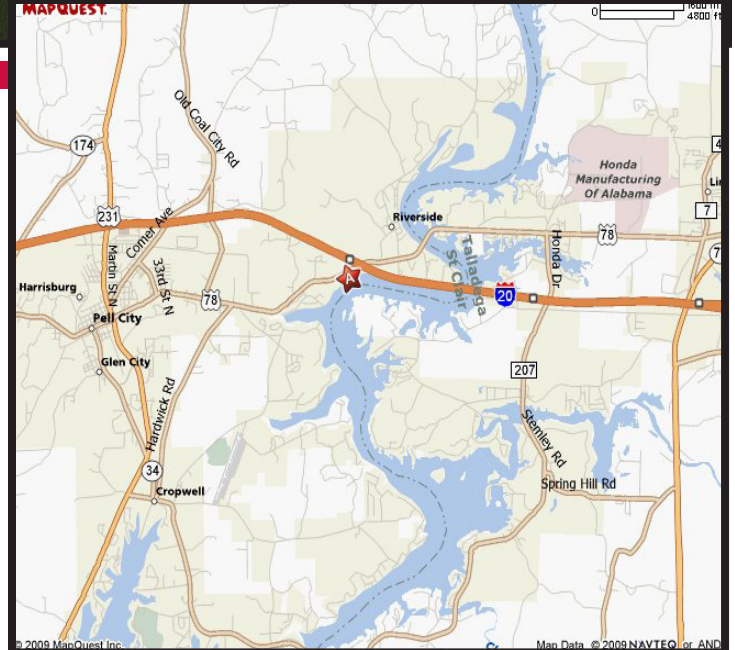 MAPQUEST.
0
4800 ft
Old Coal City Rd
174
Honda
Manufacturing
Of Alabama
7
231
Comer Ave
Riverside
78
Talladega
St Clair
Honda Dr
Martin St N
33rd St N
Harrisburg
78
A
20
Pell City
Glen City
207
Hardwick Rd
Stemley Rd
34
Cropwell
Spring Hill Rd
© 2009 MapQuest Inc.
Map Data © 2009 NAVTEQ or AND